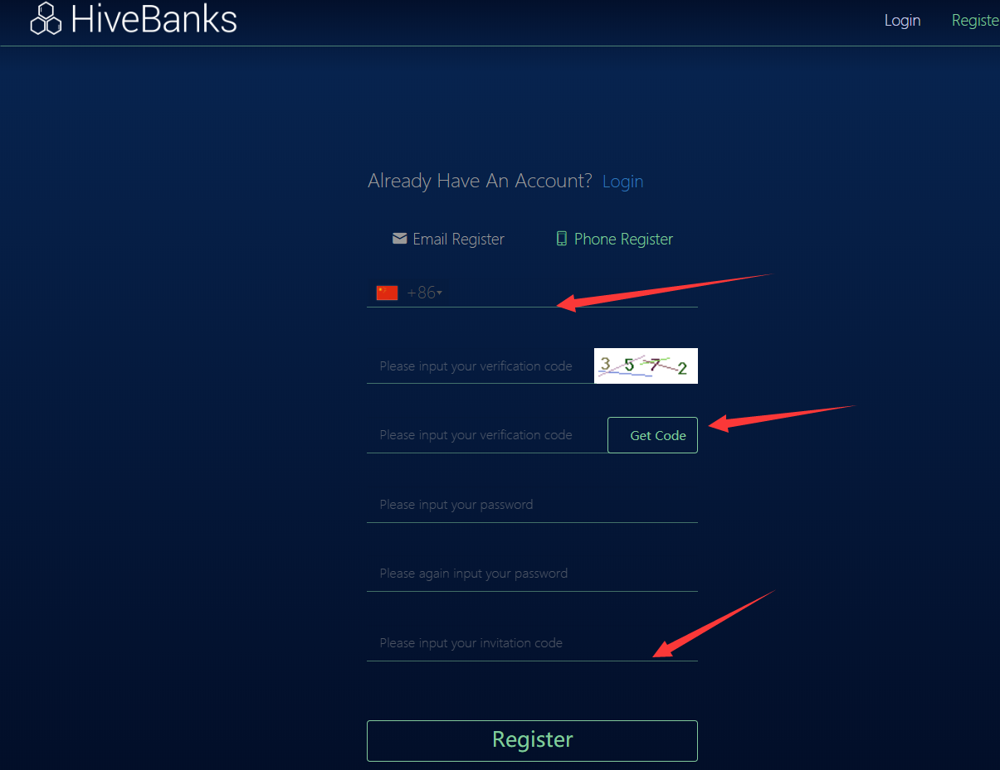 HiveBanks
Login Registe
Already Have An Account? Login
Email Register Phone Register
+86
Please input your verification code 3 5 7 2
Please input your verification code Get Code
Please input your password
Please again input your password
Please input your invitation code
Register